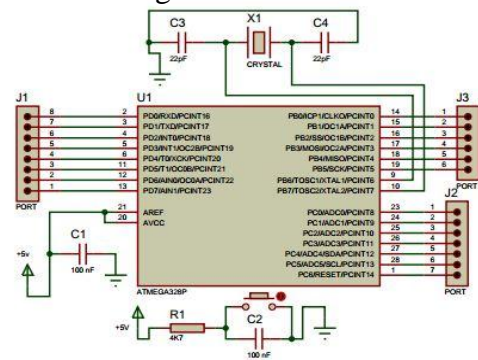 C3
X1
C4
22pF
CRYSTAL
22pF
J1
U1
J3
8 2 PD0/RXD/PCINT16 PB0/ICP1/CLKO/PCINT0 14 1
7 3 PD1/TXD/PCINT17 PB1/OC1A/PCINT1 15 2
6 4 PD2/INT0/PCINT18 PB2/SS/OC1B/PCINT2 16 3
5 5 PD3/INT1/OC2B/PCINT19 PB3/MOSI/OC2A/PCINT3 17 4
4 6 PD4/T0/XCK/PCINT20 PB4/MISO/PCINT4 18 5
3 11 PD5/T1/OC0B/PCINT21 PB5/SCK/PCINT5 19 6
2 12 PD6/AIN0/OC0A/PCINT22 PB6/TOSC1/XTAL1/PCINT6 9
1 13 PD7/AIN1/PCINT23 PB7/TOSC2/XTAL2/PCINT7 10
PORT
PORT
J2
21 AREF PC0/ADC0/PCINT8 23 1
20 AVCC PC1/ADC1/PCINT9 24 2
PC2/ADC2/PCINT10 25 3
PC3/ADC3/PCINT11 26 4
PC4/ADC4/SDA/PCINT12 27 5
PC5/ADC5/SCL/PCINT13 28 6
PC6/RESET/PCINT14 1 7
C1
+5v
100 nF
ATMEGA328P
PORT
+5V
R1
4K7
C2
100 nF